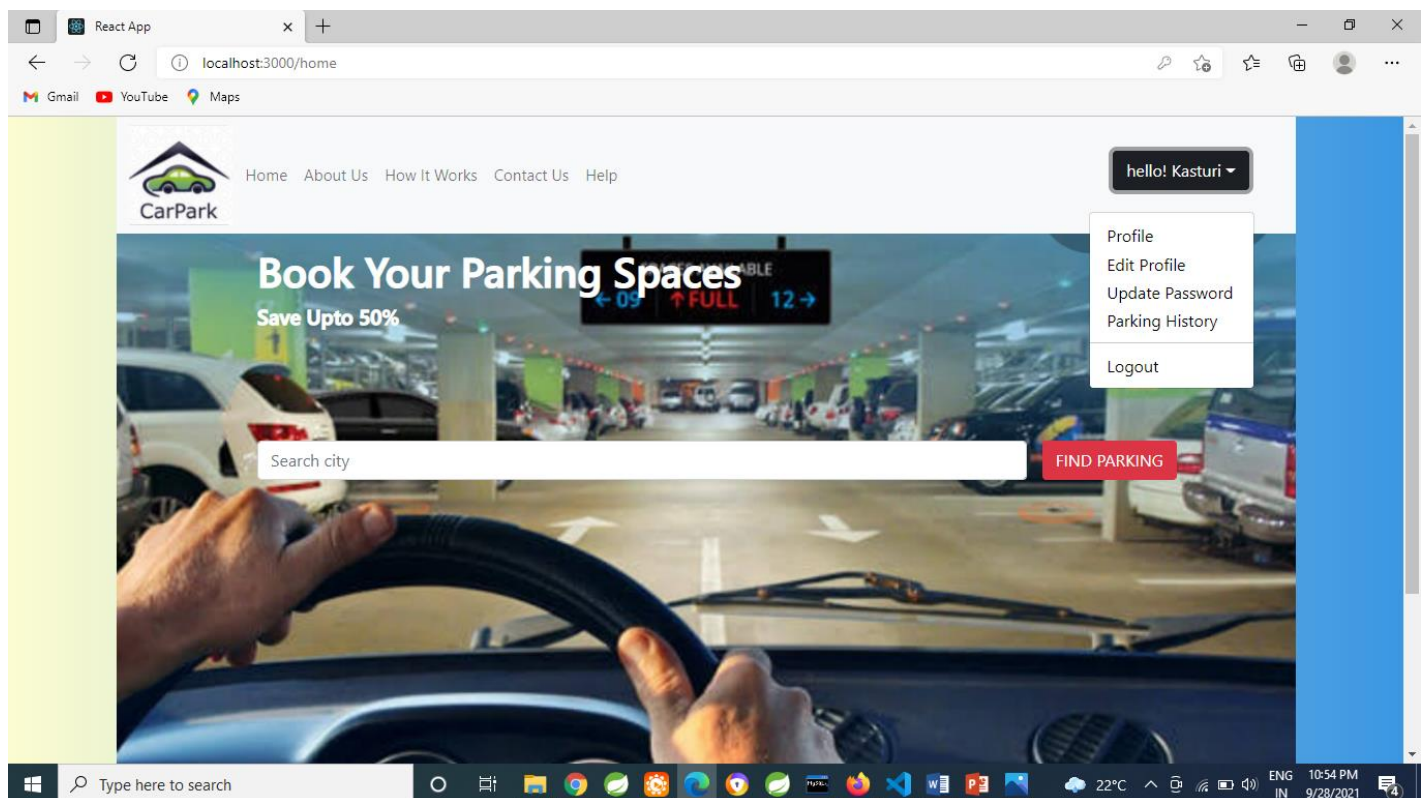 React App
localhost:3000/home
Gmail YouTube Maps
CarPark
Home About Us How It Works Contact Us Help
hello! Kasturi
Profile
Edit Profile
Update Password
Parking History
Logout
Book Your Parking Spaces
Save Upto 50%
← 09 ↑ FULL 12 →
Search city
FIND PARKING
Type here to search
22°C
ENG
IN
10:54 PM
9/28/2021
4